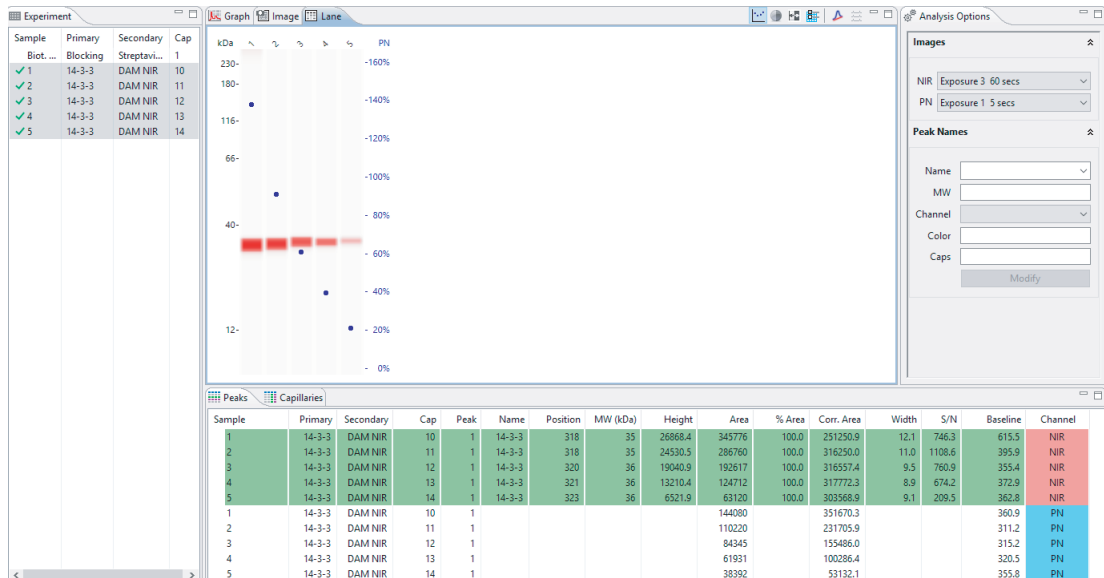 Experiment
Sample Primary Secondary Cap
Biot. ... Blocking Streptavi... 1
1 14-3-3 DAM NIR 10
2 14-3-3 DAM NIR 11
3 14-3-3 DAM NIR 12
4 14-3-3 DAM NIR 13
5 14-3-3 DAM NIR 14
Graph Image Lane
kDa 1 2 3 4 5 PN
230- -160%
180- -140%
116- -120%
66- -100%
- 80%
40- - 60%
- 40%
12- - 20%
- 0%
Analysis Options
Images
NIR Exposure 3 60 secs
PN Exposure 1 5 secs
Peak Names
Name
MW
Channel
Color
Caps
Modify
Peaks Capillaries
Sample Primary Secondary Cap Peak Name Position MW (kDa) Height Area % Area Corr. Area Width S/N Baseline Channel
1 14-3-3 DAM NIR 10 1 14-3-3 318 35 26868.4 345776 100.0 251250.9 12.1 746.3 615.5 NIR
2 14-3-3 DAM NIR 11 1 14-3-3 318 35 24530.5 286760 100.0 316250.0 11.0 1108.6 395.9 NIR
3 14-3-3 DAM NIR 12 1 14-3-3 320 36 19040.9 192617 100.0 316557.4 9.5 760.9 355.4 NIR
4 14-3-3 DAM NIR 13 1 14-3-3 321 36 13210.4 124712 100.0 317772.3 8.9 674.2 372.9 NIR
5 14-3-3 DAM NIR 14 1 14-3-3 323 36 6521.9 63120 100.0 303568.9 9.1 209.5 362.8 NIR
1 14-3-3 DAM NIR 10 1 144080 351670.3 360.9 PN
2 14-3-3 DAM NIR 11 1 110220 231705.9 311.2 PN
3 14-3-3 DAM NIR 12 1 84345 155486.0 315.2 PN
4 14-3-3 DAM NIR 13 1 61931 100286.4 320.5 PN
5 14-3-3 DAM NIR 14 1 38392 53132.1 355.8 PN